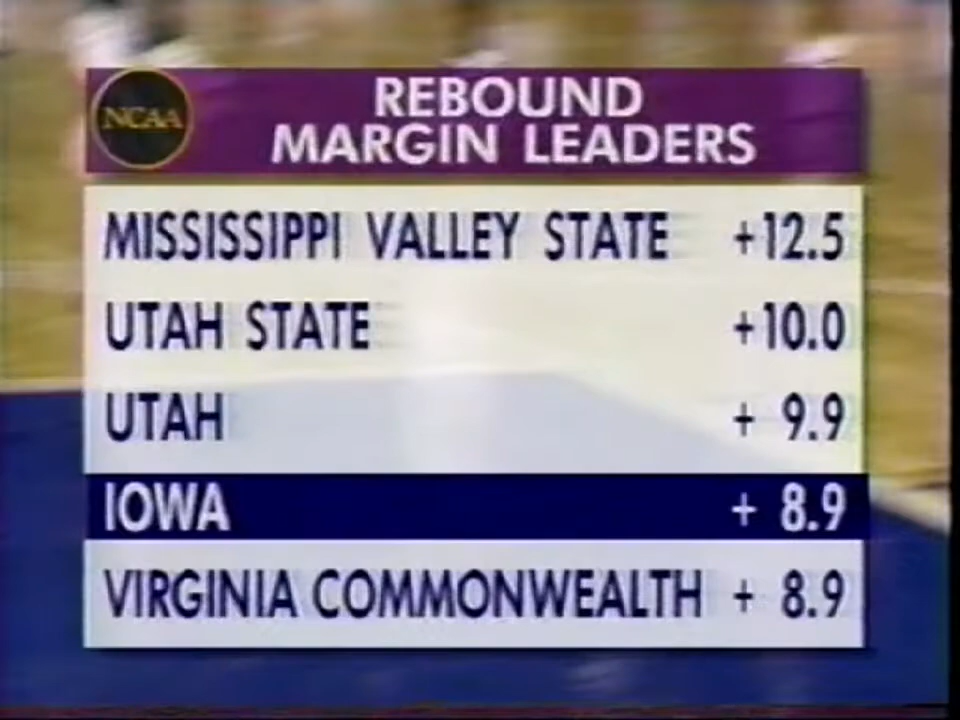 NCAA
REBOUND
MARGIN LEADERS
MISSISSIPPI VALLEY STATE +12.5
UTAH STATE +10.0
UTAH + 9.9
IOWA + 8.9
VIRGINIA COMMONWEALTH + 8.9